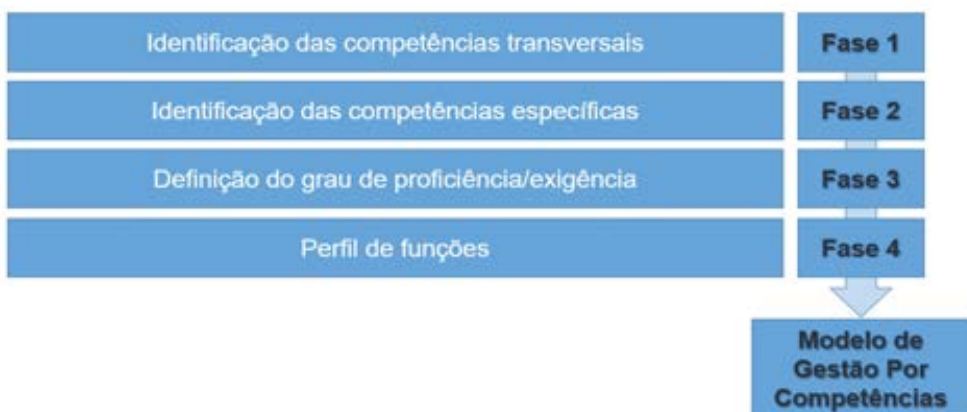 Identificação das competências transversais
Fase 1
Identificação das competências específicas
Fase 2
Definição do grau de proficiência/exigência
Fase 3
Perfil de funções
Fase 4
Modelo de
Gestão Por
Competências